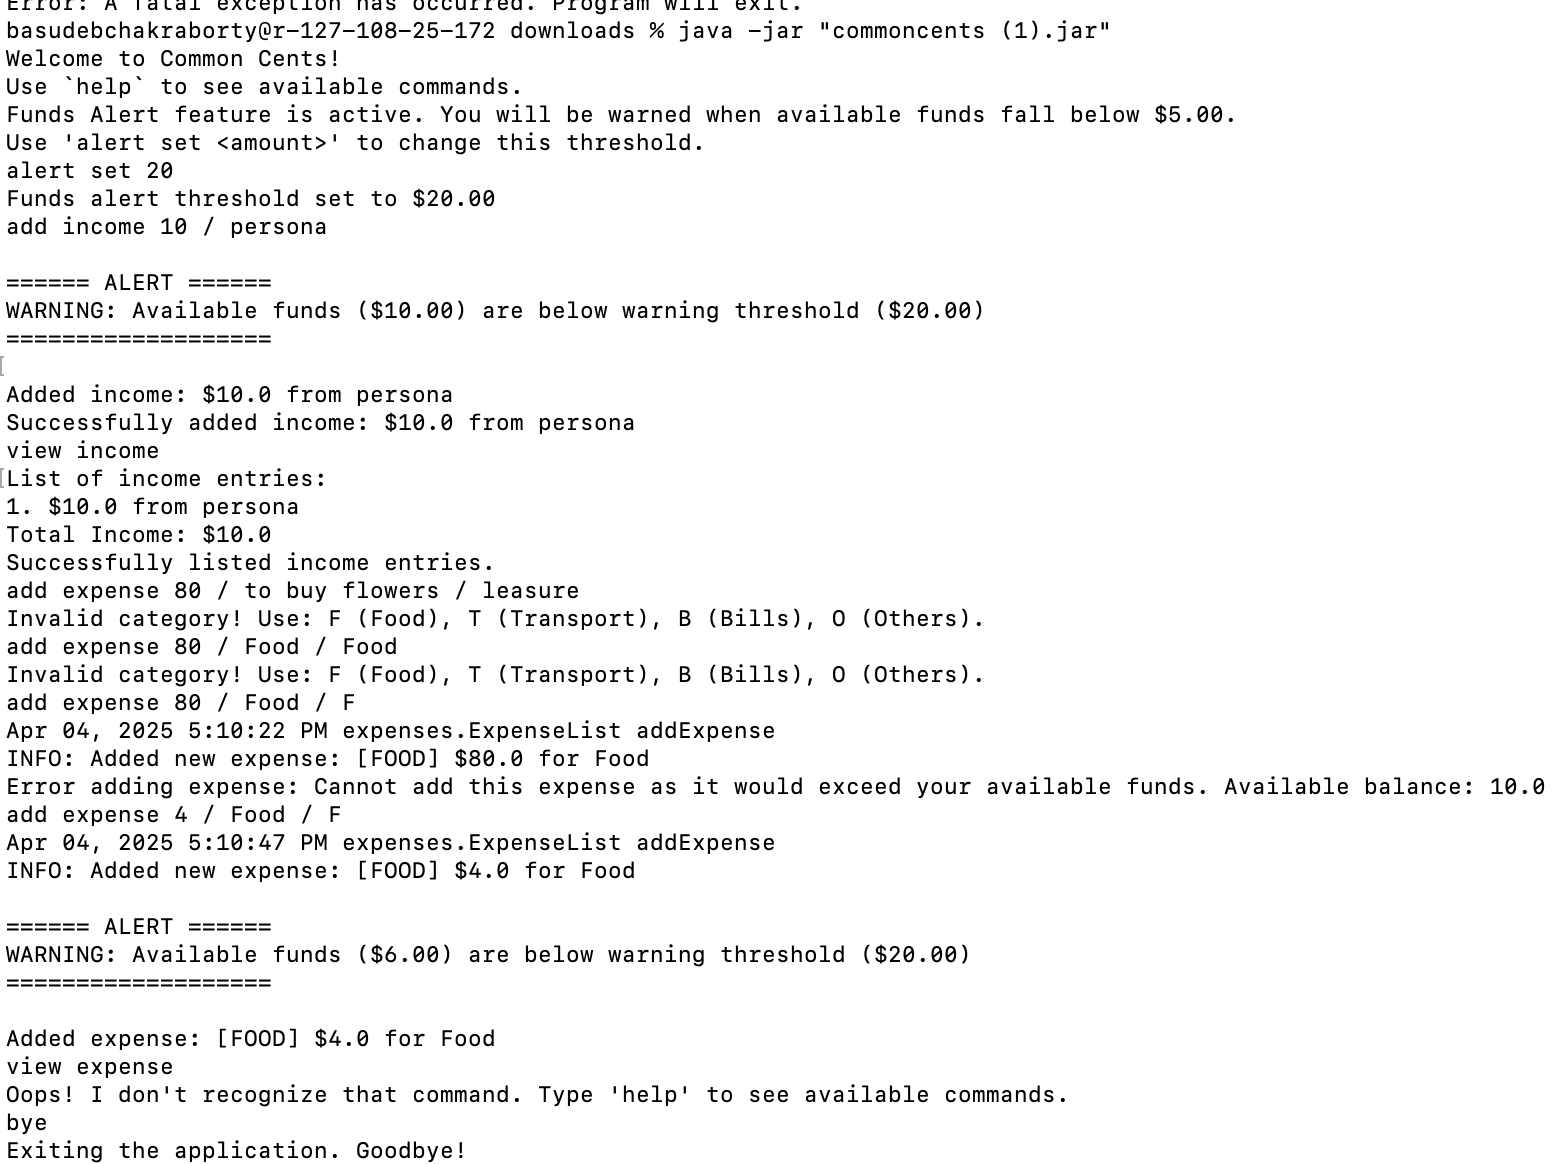 Error: A fatal exception has occurred. Program will exit.
basudebchakraborty@r-127-108-25-172 downloads % java -jar "commoncents (1).jar"
Welcome to Common Cents!
Use `help` to see available commands.
Funds Alert feature is active. You will be warned when available funds fall below $5.00.
Use 'alert set <amount>' to change this threshold.
alert set 20
Funds alert threshold set to $20.00
add income 10 / persona
====== ALERT ======
WARNING: Available funds ($10.00) are below warning threshold ($20.00)
===================
[
Added income: $10.0 from persona
Successfully added income: $10.0 from persona
view income
[List of income entries:
1. $10.0 from persona
Total Income: $10.0
Successfully listed income entries.
add expense 80 / to buy flowers / leasure
Invalid category! Use: F (Food), T (Transport), B (Bills), O (Others).
add expense 80 / Food / Food
Invalid category! Use: F (Food), T (Transport), B (Bills), O (Others).
add expense 80 / Food / F
Apr 04, 2025 5:10:22 PM expenses.ExpenseList addExpense
INFO: Added new expense: [FOOD] $80.0 for Food
Error adding expense: Cannot add this expense as it would exceed your available funds. Available balance: 10.0
add expense 4 / Food / F
Apr 04, 2025 5:10:47 PM expenses.ExpenseList addExpense
INFO: Added new expense: [FOOD] $4.0 for Food
====== ALERT ======
WARNING: Available funds ($6.00) are below warning threshold ($20.00)
===================
Added expense: [FOOD] $4.0 for Food
view expense
Oops! I don't recognize that command. Type 'help' to see available commands.
bye
Exiting the application. Goodbye!